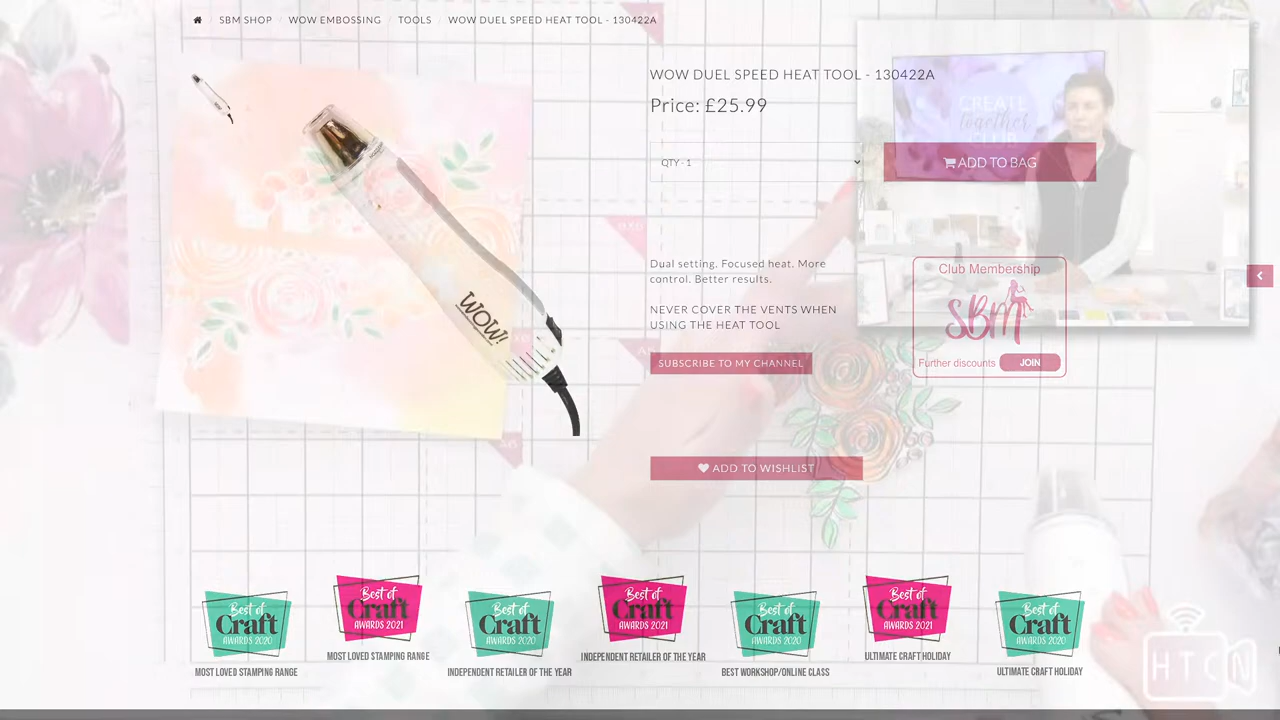 SBM SHOP / WOW EMBOSSING / TOOLS / WOW DUEL SPEED HEAT TOOL - 130422A
WOW DUEL SPEED HEAT TOOL - 130422A
Price: £25.99
QTY - 1
ADD TO BAG
CREATE
together
CLUB
Dual setting. Focused heat. More
control. Better results.
NEVER COVER THE VENTS WHEN
USING THE HEAT TOOL
SUBSCRIBE TO MY CHANNEL
Club Membership
SBM
Further discounts JOIN
WOW!
ADD TO WISHLIST
Best of
Craft
AWARDS 2020
MOST LOVED STAMPING RANGE
Best of
Craft
AWARDS 2021
MOST LOVED STAMPING RANGE
Best of
Craft
AWARDS 2020
INDEPENDENT RETAILER OF THE YEAR
Best of
Craft
AWARDS 2021
INDEPENDENT RETAILER OF THE YEAR
Best of
Craft
AWARDS 2020
BEST WORKSHOP/ONLINE CLASS
Best of
Craft
AWARDS 2021
ULTIMATE CRAFT HOLIDAY
Best of
Craft
AWARDS 2020
ULTIMATE CRAFT HOLIDAY
HTCN